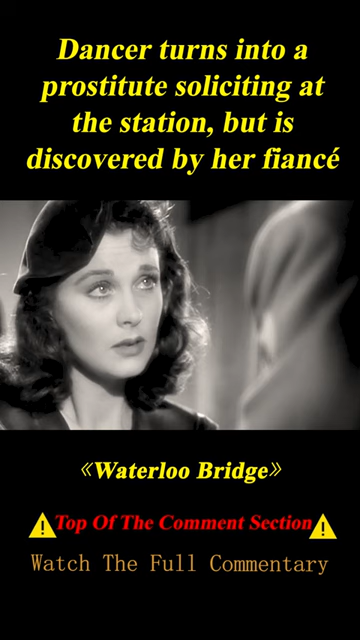 Dancer turns into a
prostitute soliciting at
the station, but is
discovered by her fiancé
《Waterloo Bridge》
Top Of The Comment Section
Watch The Full Commentary